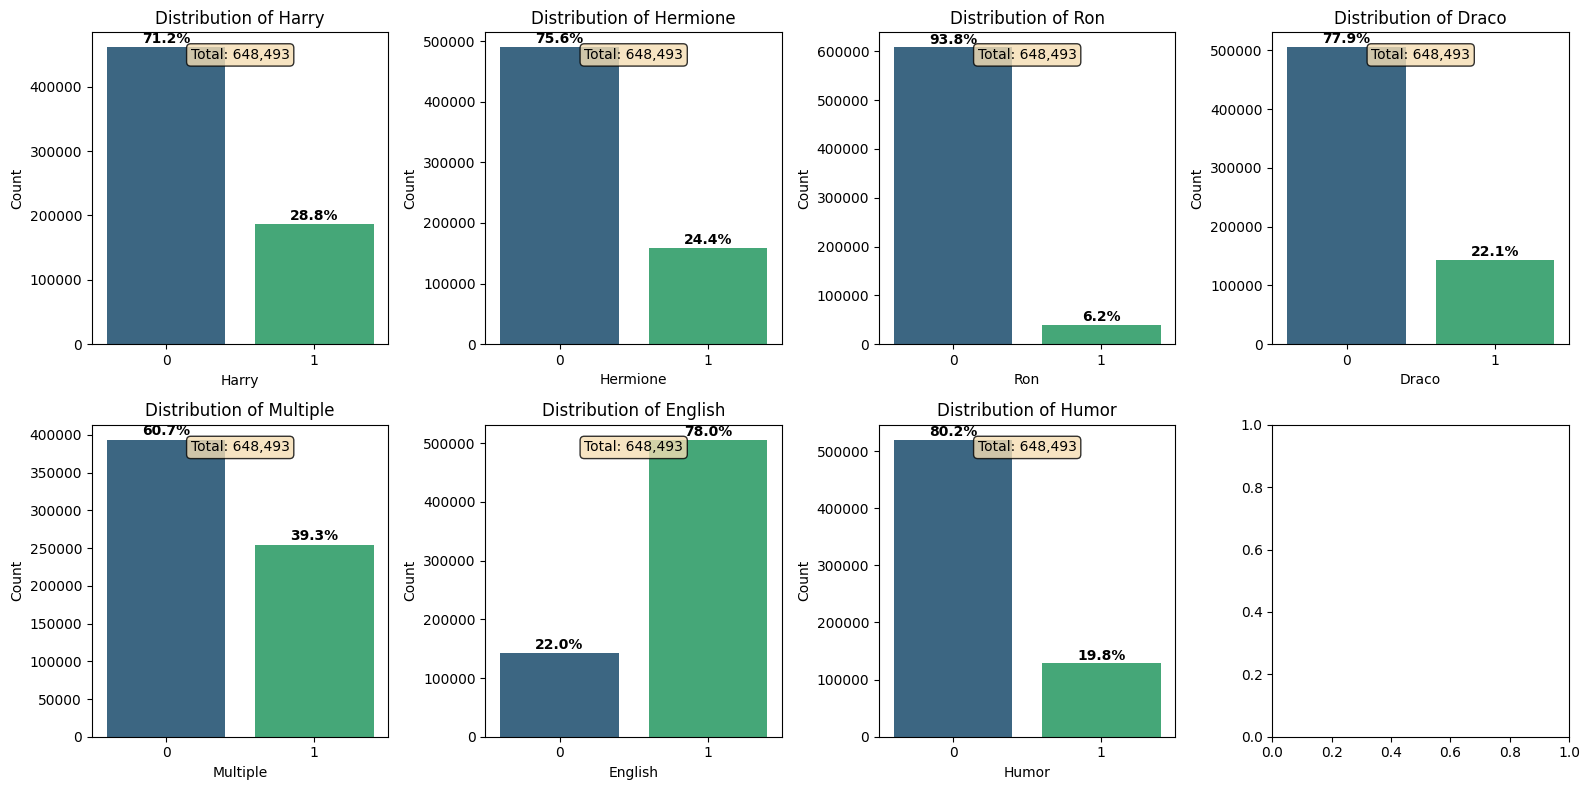 Distribution of Harry
71.2%
Total: 648,493
400000
300000
200000
100000
0
Count
28.8%
0 1
Harry
Distribution of Hermione
75.6%
Total: 648,493
500000
400000
300000
200000
100000
0
Count
24.4%
0 1
Hermione
Distribution of Ron
93.8%
Total: 648,493
600000
500000
400000
300000
200000
100000
0
Count
6.2%
0 1
Ron
Distribution of Draco
77.9%
Total: 648,493
500000
400000
300000
200000
100000
0
Count
22.1%
0 1
Draco
Distribution of Multiple
60.7%
Total: 648,493
400000
350000
300000
250000
200000
150000
100000
50000
0
Count
39.3%
0 1
Multiple
Distribution of English
78.0%
Total: 648,493
500000
400000
300000
200000
100000
0
Count
22.0%
0 1
English
Distribution of Humor
80.2%
Total: 648,493
500000
400000
300000
200000
100000
0
Count
19.8%
0 1
Humor
1.0
0.8
0.6
0.4
0.2
0.0
0.0 0.2 0.4 0.6 0.8 1.0